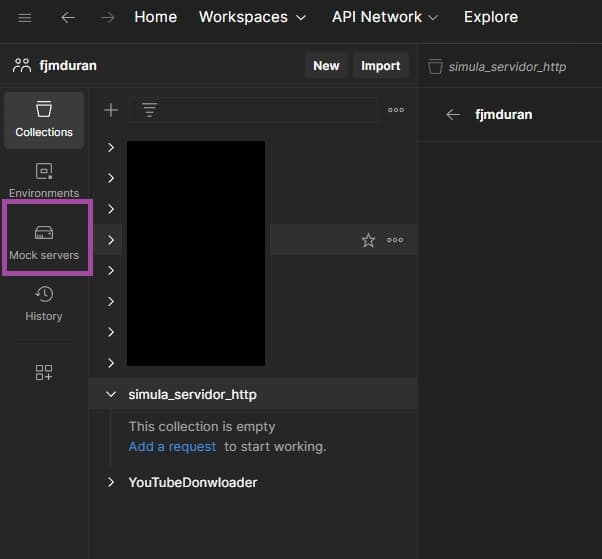 Home Workspaces API Network Explore
fjmduran New Import
simula_servidor_http
Collections
fjmduran
Environments
Mock servers
History
simula_servidor_http
This collection is empty
Add a request to start working.
YouTubeDonwloader